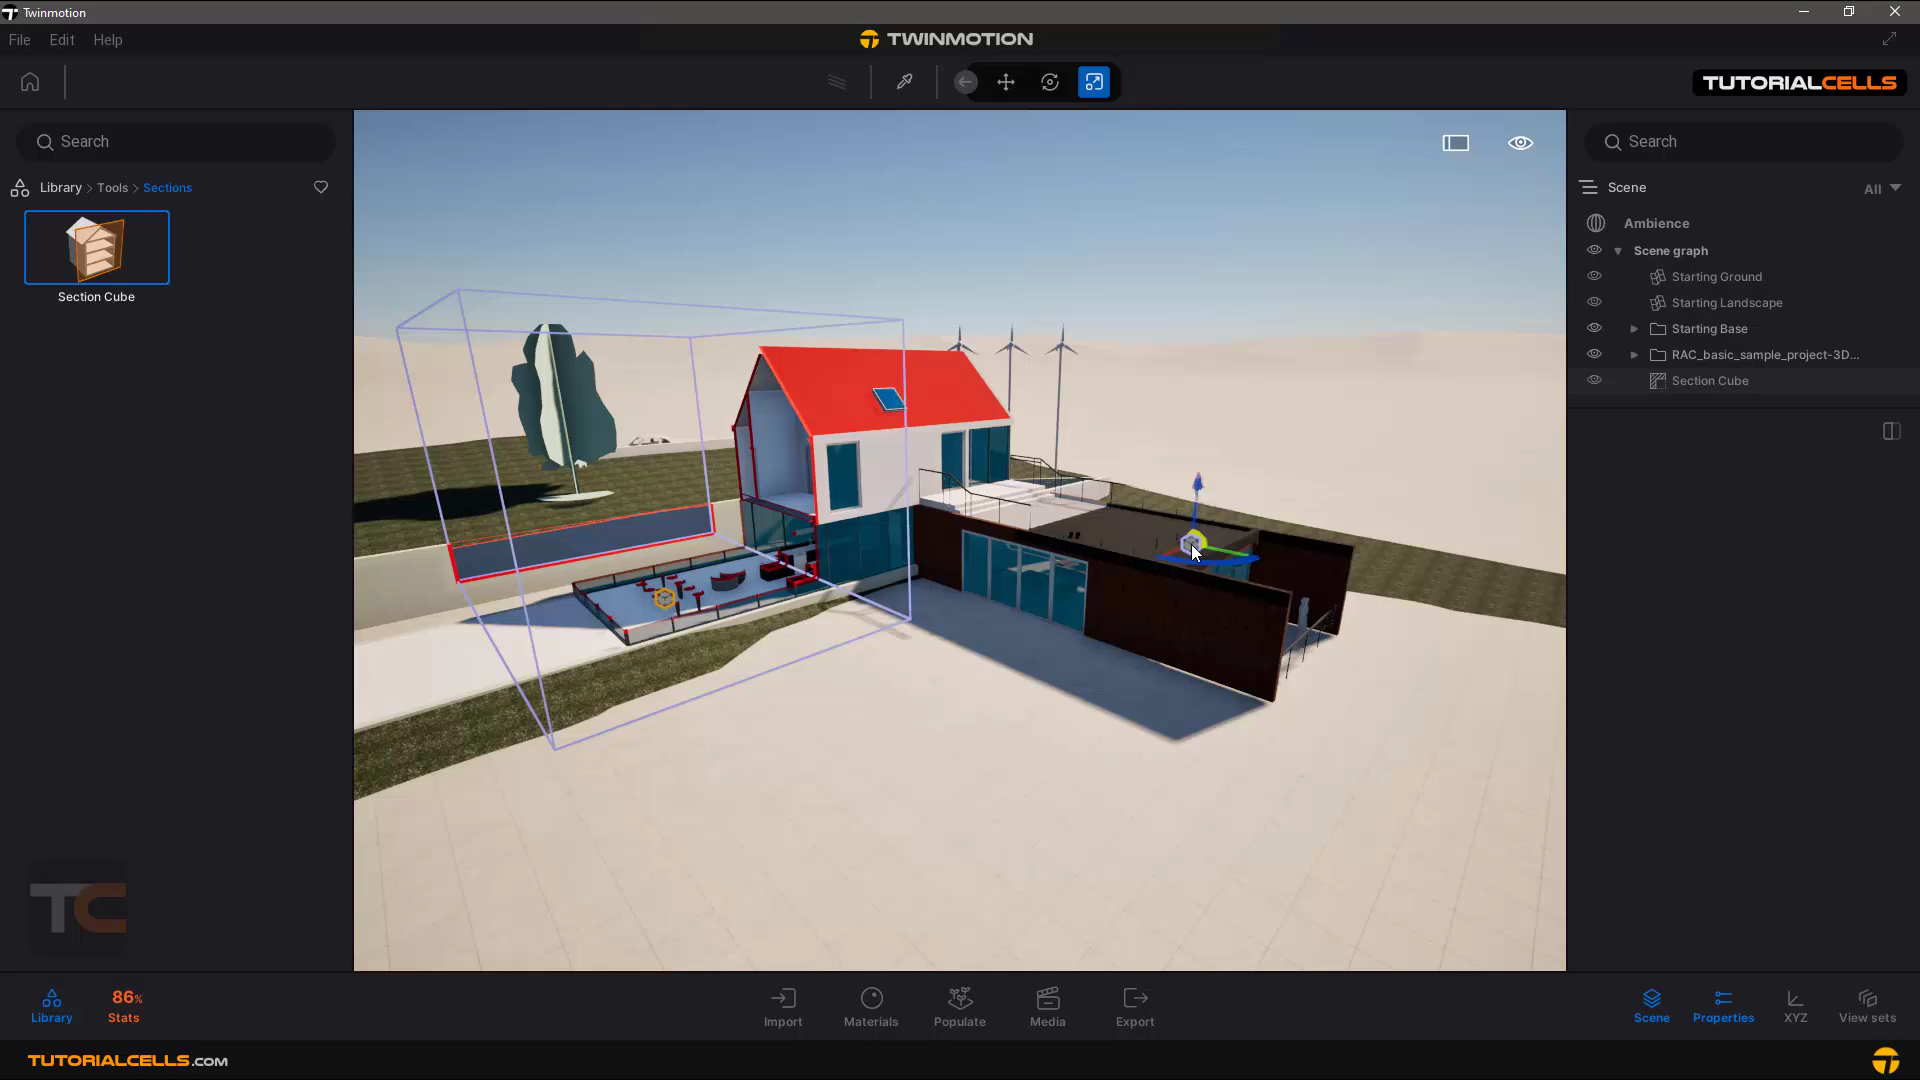 Twinmotion
File Edit Help
TWINMOTION
TUTORIALCELLS
Search
Library > Tools > Sections
Section Cube
Search
Scene
All
Ambience
Scene graph
Starting Ground
Starting Landscape
Starting Base
RAC_basic_sample_project-3D...
Section Cube
TC
Library
86%
Stats
Import
Materials
Populate
Media
Export
Scene
Properties
XYZ
View sets
TUTORIALCELLS.COM